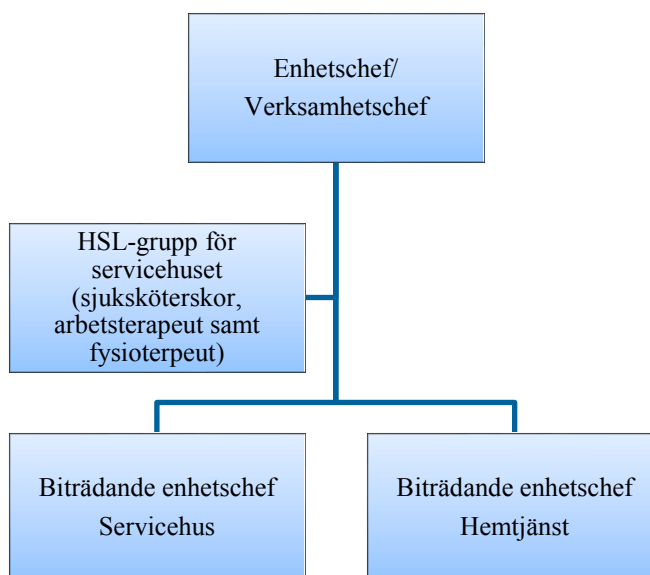 Enhetschef/
Verksamhetschef
HSL-grupp för
servicehuset
(sjuksköterskor,
arbetsterapeut samt
fysioterpeut)
Biträdande enhetschef
Servicehus
Biträdande enhetschef
Hemtjänst